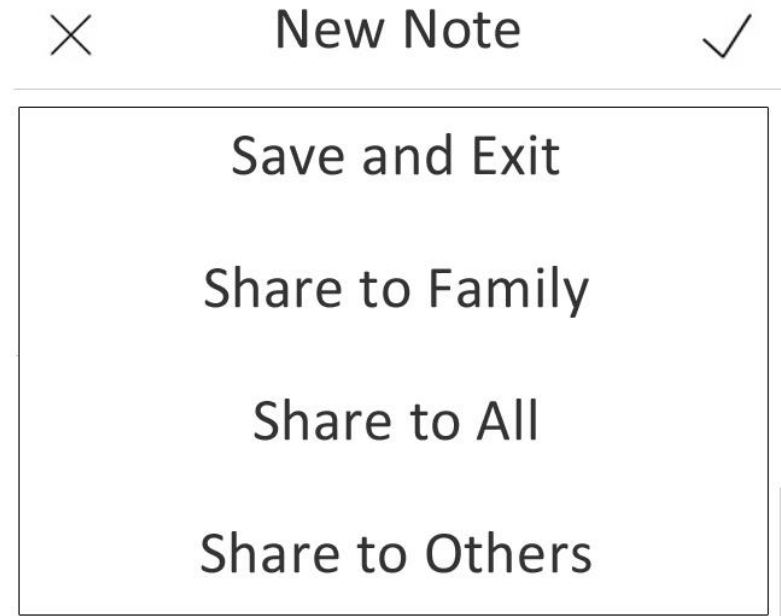 New Note
Save and Exit
Share to Family
Share to All
Share to Others